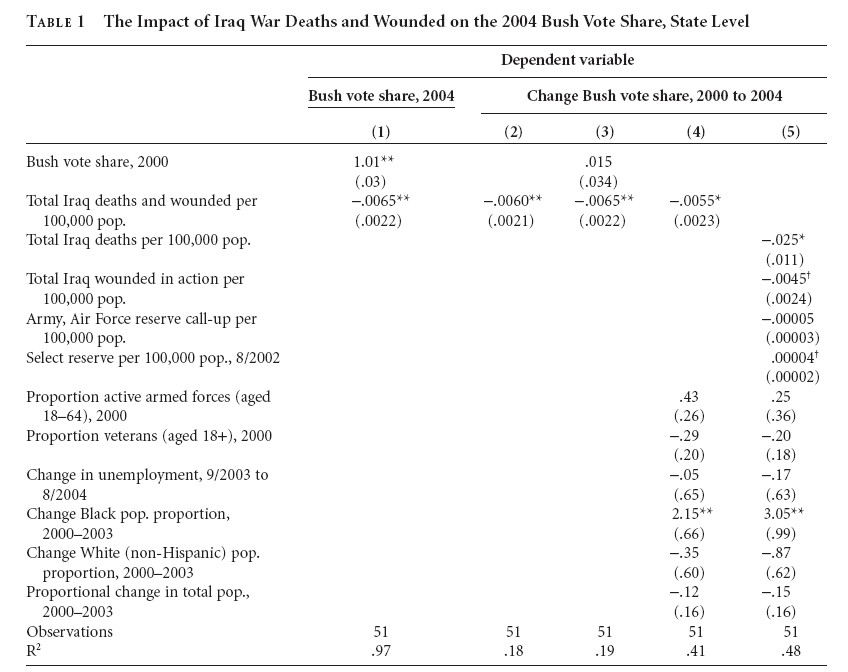 TABLE 1 The Impact of Iraq War Deaths and Wounded on the 2004 Bush Vote Share, State Level
Dependent variable
Bush vote share, 2004 Change Bush vote share, 2000 to 2004
(1) (2) (3) (4) (5)
Bush vote share, 2000 1.01** .015
(.03) (.034)
Total Iraq deaths and wounded per −.0065** −.0060** −.0065** −.0055*
100,000 pop. (.0022) (.0021) (.0022) (.0023)
Total Iraq deaths per 100,000 pop. −.025*
(.011)
Total Iraq wounded in action per −.0045†
100,000 pop. (.0024)
Army, Air Force reserve call-up per −.00005
100,000 pop. (.00003)
Select reserve per 100,000 pop., 8/2002 .00004†
(.00002)
Proportion active armed forces (aged .43 .25
18–64), 2000 (.26) (.36)
Proportion veterans (aged 18+), 2000 −.29 −.20
(.20) (.18)
Change in unemployment, 9/2003 to −.05 −.17
8/2004 (.65) (.63)
Change Black pop. proportion, 2.15** 3.05**
2000–2003 (.66) (.99)
Change White (non-Hispanic) pop. −.35 −.87
proportion, 2000–2003 (.60) (.62)
Proportional change in total pop., −.12 −.15
2000–2003 (.16) (.16)
Observations 51 51 51 51 51
R² .97 .18 .19 .41 .48